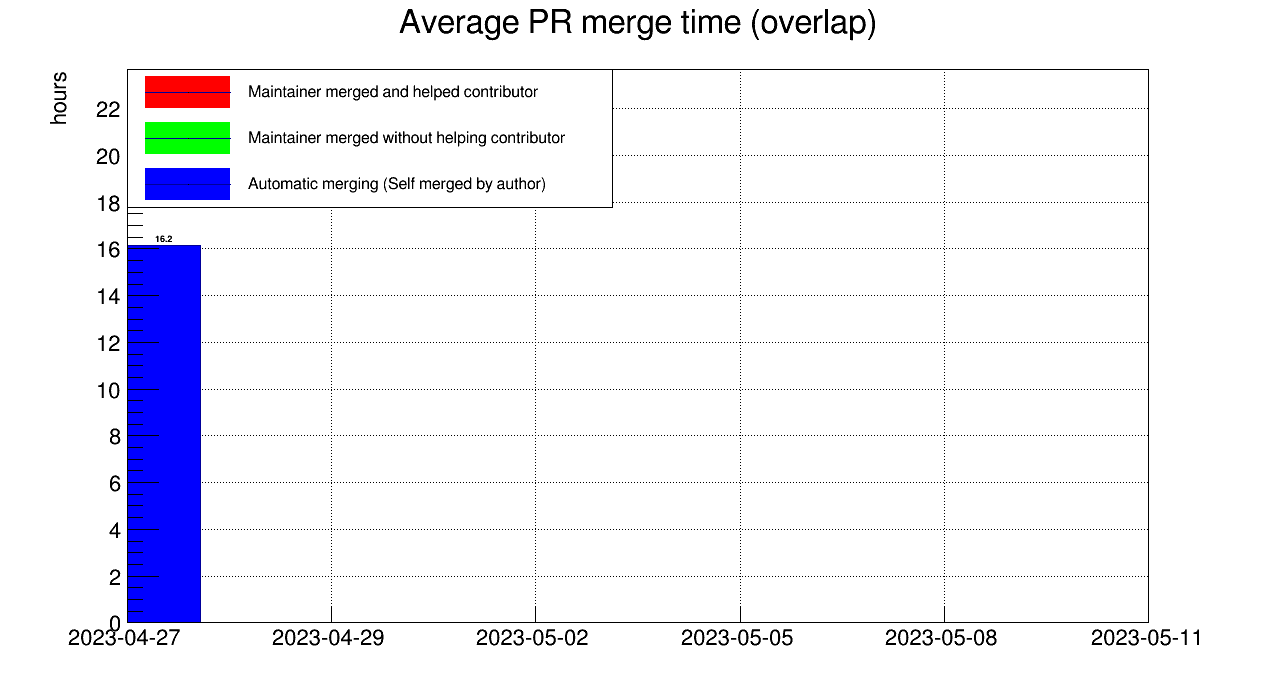 Average PR merge time (overlap)
hours
Maintainer merged and helped contributor
Maintainer merged without helping contributor
Automatic merging (Self merged by author)
22
20
18
16.2
16
14
12
10
8
6
4
2
0
2023-04-27 2023-04-29 2023-05-02 2023-05-05 2023-05-08 2023-05-11